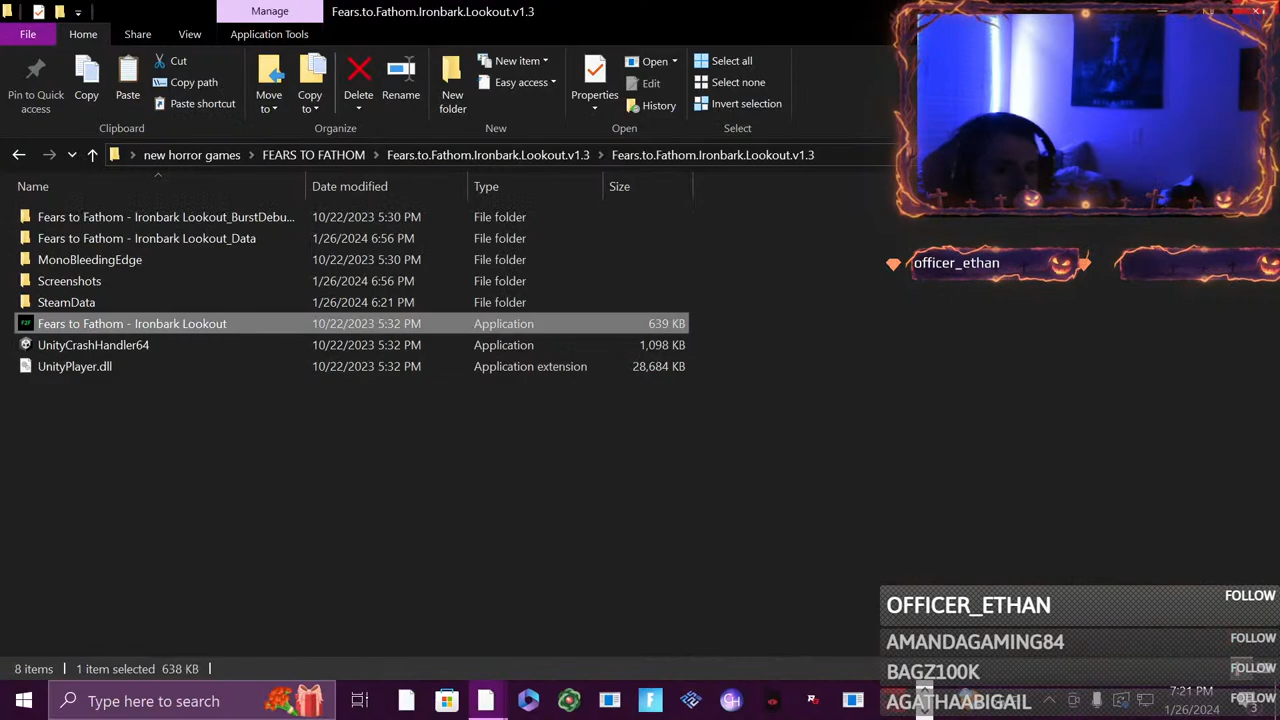 Manage
Fears.to.Fathom.Ironbark.Lookout.v1.3
File
Home
Share
View
Application Tools
Pin to Quick access
Copy
Paste
Cut
Copy path
Paste shortcut
Move to
Copy to
Delete
Rename
New folder
New item
Easy access
Properties
Open
Edit
History
Select all
Select none
Invert selection
Clipboard
Organize
New
Open
Select
new horror games
FEARS TO FATHOM
Fears.to.Fathom.Ironbark.Lookout.v1.3
Fears.to.Fathom.Ironbark.Lookout.v1.3
Name Date modified Type Size
Fears to Fathom - Ironbark Lookout_BurstDebu... 10/22/2023 5:30 PM File folder
Fears to Fathom - Ironbark Lookout_Data 1/26/2024 6:56 PM File folder
MonoBleedingEdge 10/22/2023 5:30 PM File folder
Screenshots 1/26/2024 6:56 PM File folder
SteamData 1/26/2024 6:21 PM File folder
Fears to Fathom - Ironbark Lookout 10/22/2023 5:32 PM Application 639 KB
UnityCrashHandler64 10/22/2023 5:32 PM Application 1,098 KB
UnityPlayer.dll 10/22/2023 5:32 PM Application extension 28,684 KB
officer_ethan
OFFICER_ETHAN FOLLOW
AMANDAGAMING84 FOLLOW
BAGZ100K FOLLOW
AGATHAABIGAIL FOLLOW
8 items 1 item selected 638 KB
Type here to search
7:21 PM
1/26/2024